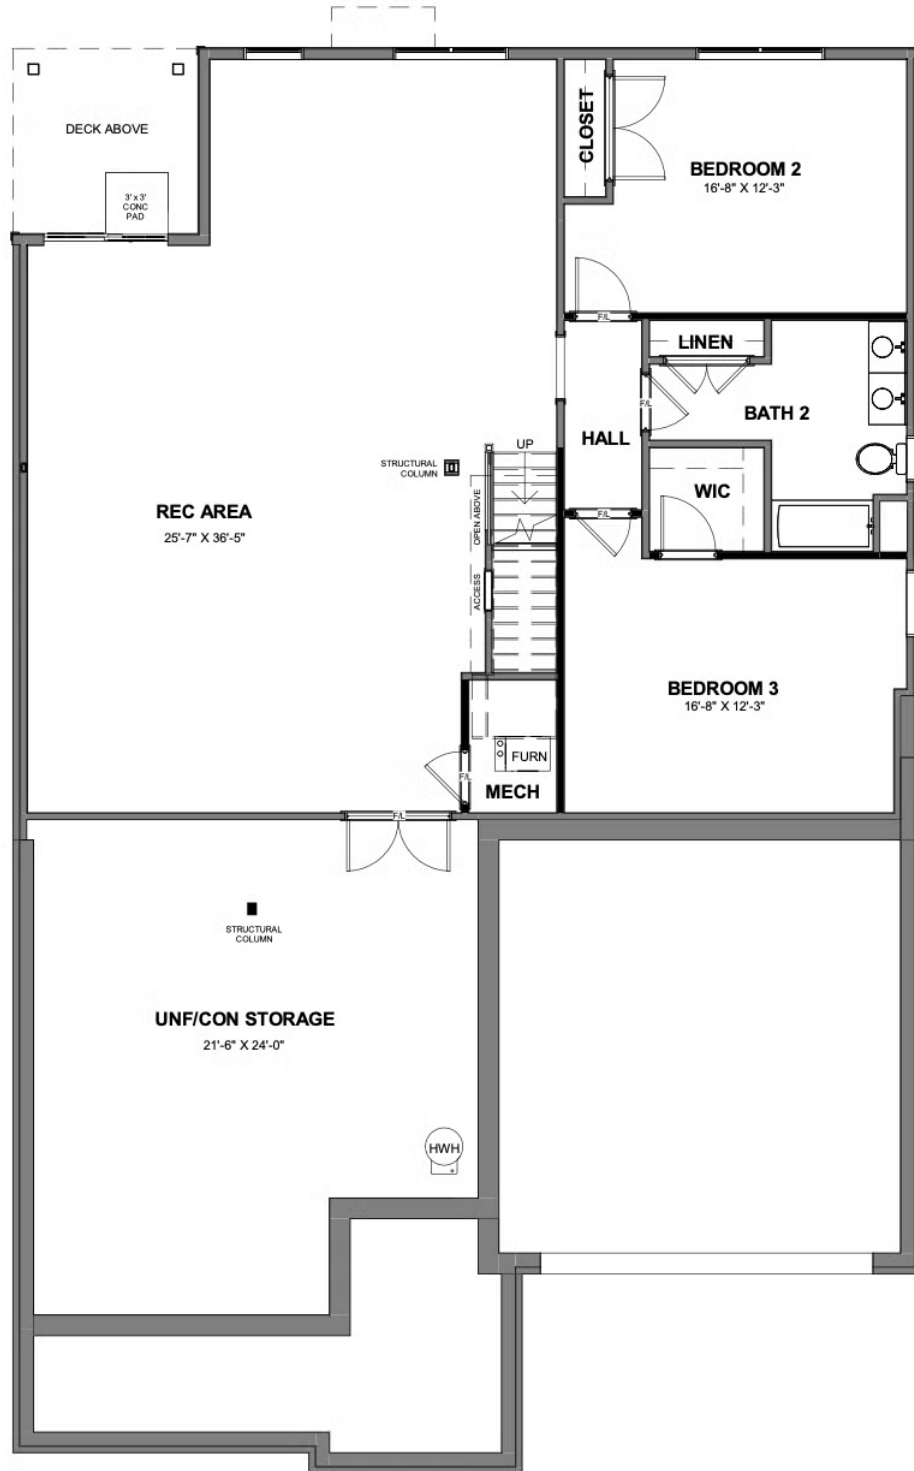 DECK ABOVE
3' x 3'
CONC
PAD
CLOSET
BEDROOM 2
16'-8" X 12'-3"
F/L
LINEN
F/L
BATH 2
HALL
UP
STRUCTURAL
COLUMN
OPEN ABOVE
WIC
REC AREA
25'-7" X 36'-5"
F/L
ACCESS
BEDROOM 3
16'-8" X 12'-3"
FURN
F/L
MECH
F/L
STRUCTURAL
COLUMN
UNF/CON STORAGE
21'-6" X 24'-0"
HWH